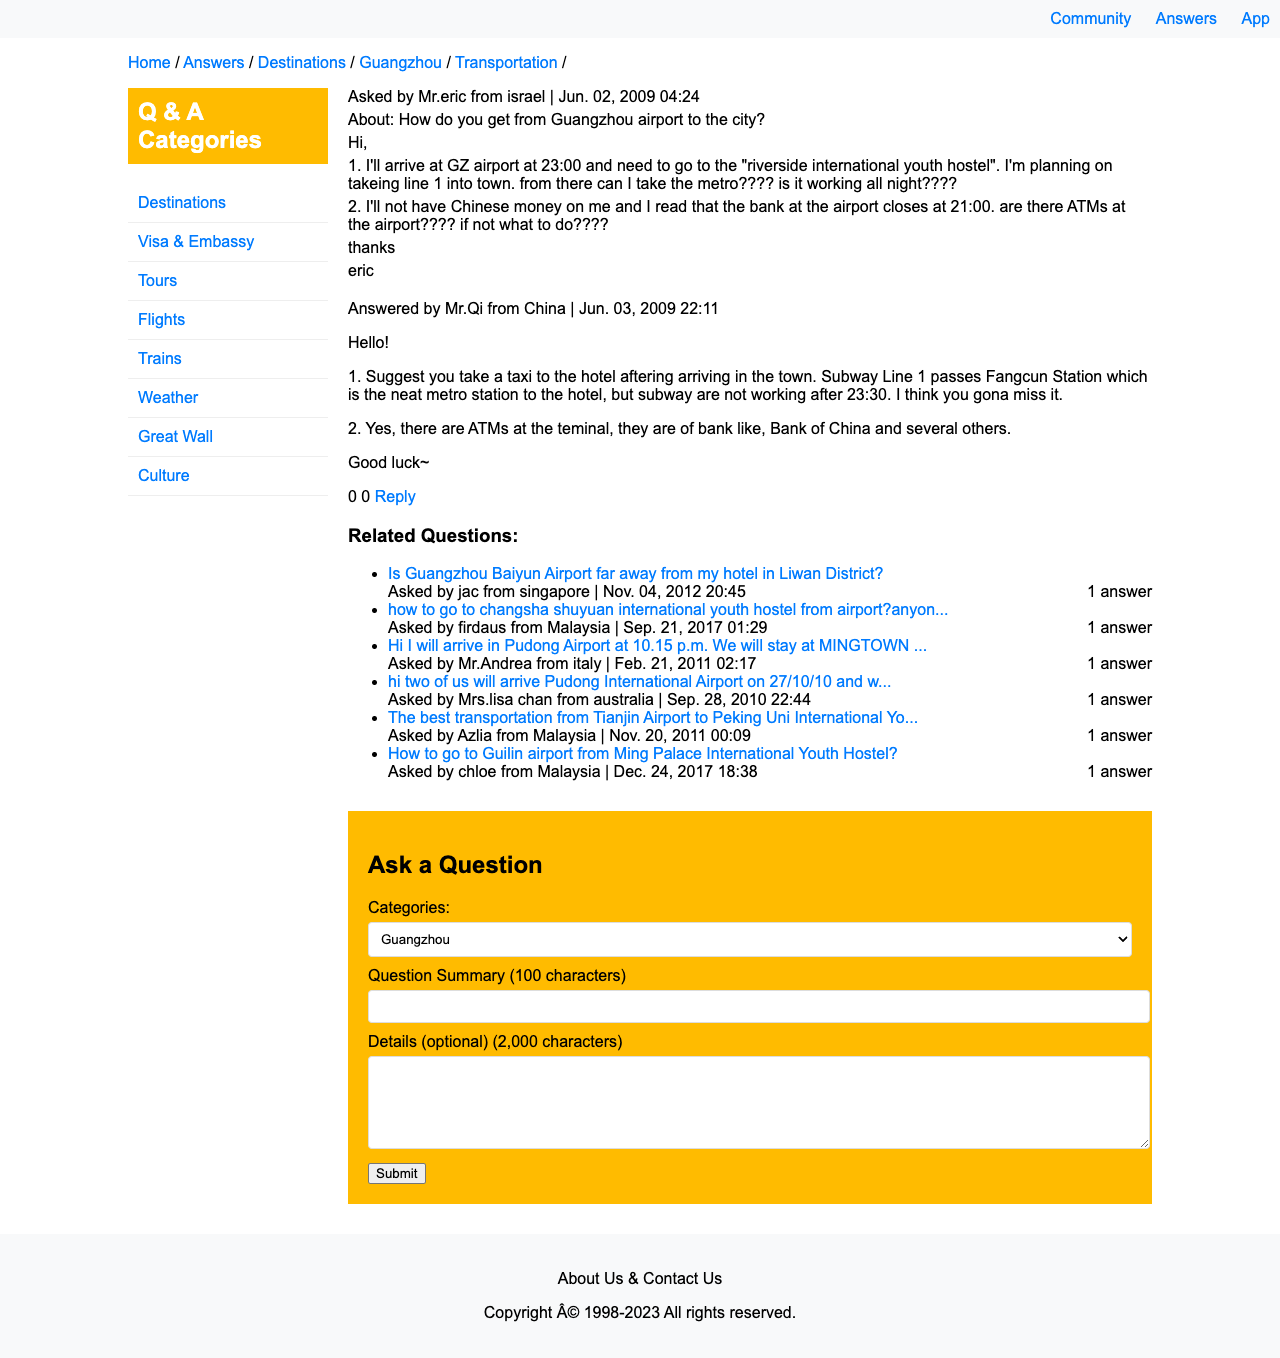 Community Answers App
Home / Answers / Destinations / Guangzhou / Transportation /
Q & A
Categories
Destinations
Visa & Embassy
Tours
Flights
Trains
Weather
Great Wall
Culture
Asked by Mr.eric from israel | Jun. 02, 2009 04:24
About: How do you get from Guangzhou airport to the city?
Hi,
1. I'll arrive at GZ airport at 23:00 and need to go to the "riverside international youth hostel". I'm planning on
takeing line 1 into town. from there can I take the metro???? is it working all night????
2. I'll not have Chinese money on me and I read that the bank at the airport closes at 21:00. are there ATMs at
the airport???? if not what to do????
thanks
eric
Answered by Mr.Qi from China | Jun. 03, 2009 22:11
Hello!
1. Suggest you take a taxi to the hotel aftering arriving in the town. Subway Line 1 passes Fangcun Station which
is the neat metro station to the hotel, but subway are not working after 23:30. I think you gona miss it.
2. Yes, there are ATMs at the teminal, they are of bank like, Bank of China and several others.
Good luck~
0 0 Reply
Related Questions:
Is Guangzhou Baiyun Airport far away from my hotel in Liwan District?
Asked by jac from singapore | Nov. 04, 2012 20:45 1 answer
how to go to changsha shuyuan international youth hostel from airport?anyon...
Asked by firdaus from Malaysia | Sep. 21, 2017 01:29 1 answer
Hi I will arrive in Pudong Airport at 10.15 p.m. We will stay at MINGTOWN ...
Asked by Mr.Andrea from italy | Feb. 21, 2011 02:17 1 answer
hi two of us will arrive Pudong International Airport on 27/10/10 and w...
Asked by Mrs.lisa chan from australia | Sep. 28, 2010 22:44 1 answer
The best transportation from Tianjin Airport to Peking Uni International Yo...
Asked by Azlia from Malaysia | Nov. 20, 2011 00:09 1 answer
How to go to Guilin airport from Ming Palace International Youth Hostel?
Asked by chloe from Malaysia | Dec. 24, 2017 18:38 1 answer
Ask a Question
Categories:
Guangzhou
Question Summary (100 characters)
Details (optional) (2,000 characters)
Submit
About Us & Contact Us
Copyright Â© 1998-2023 All rights reserved.